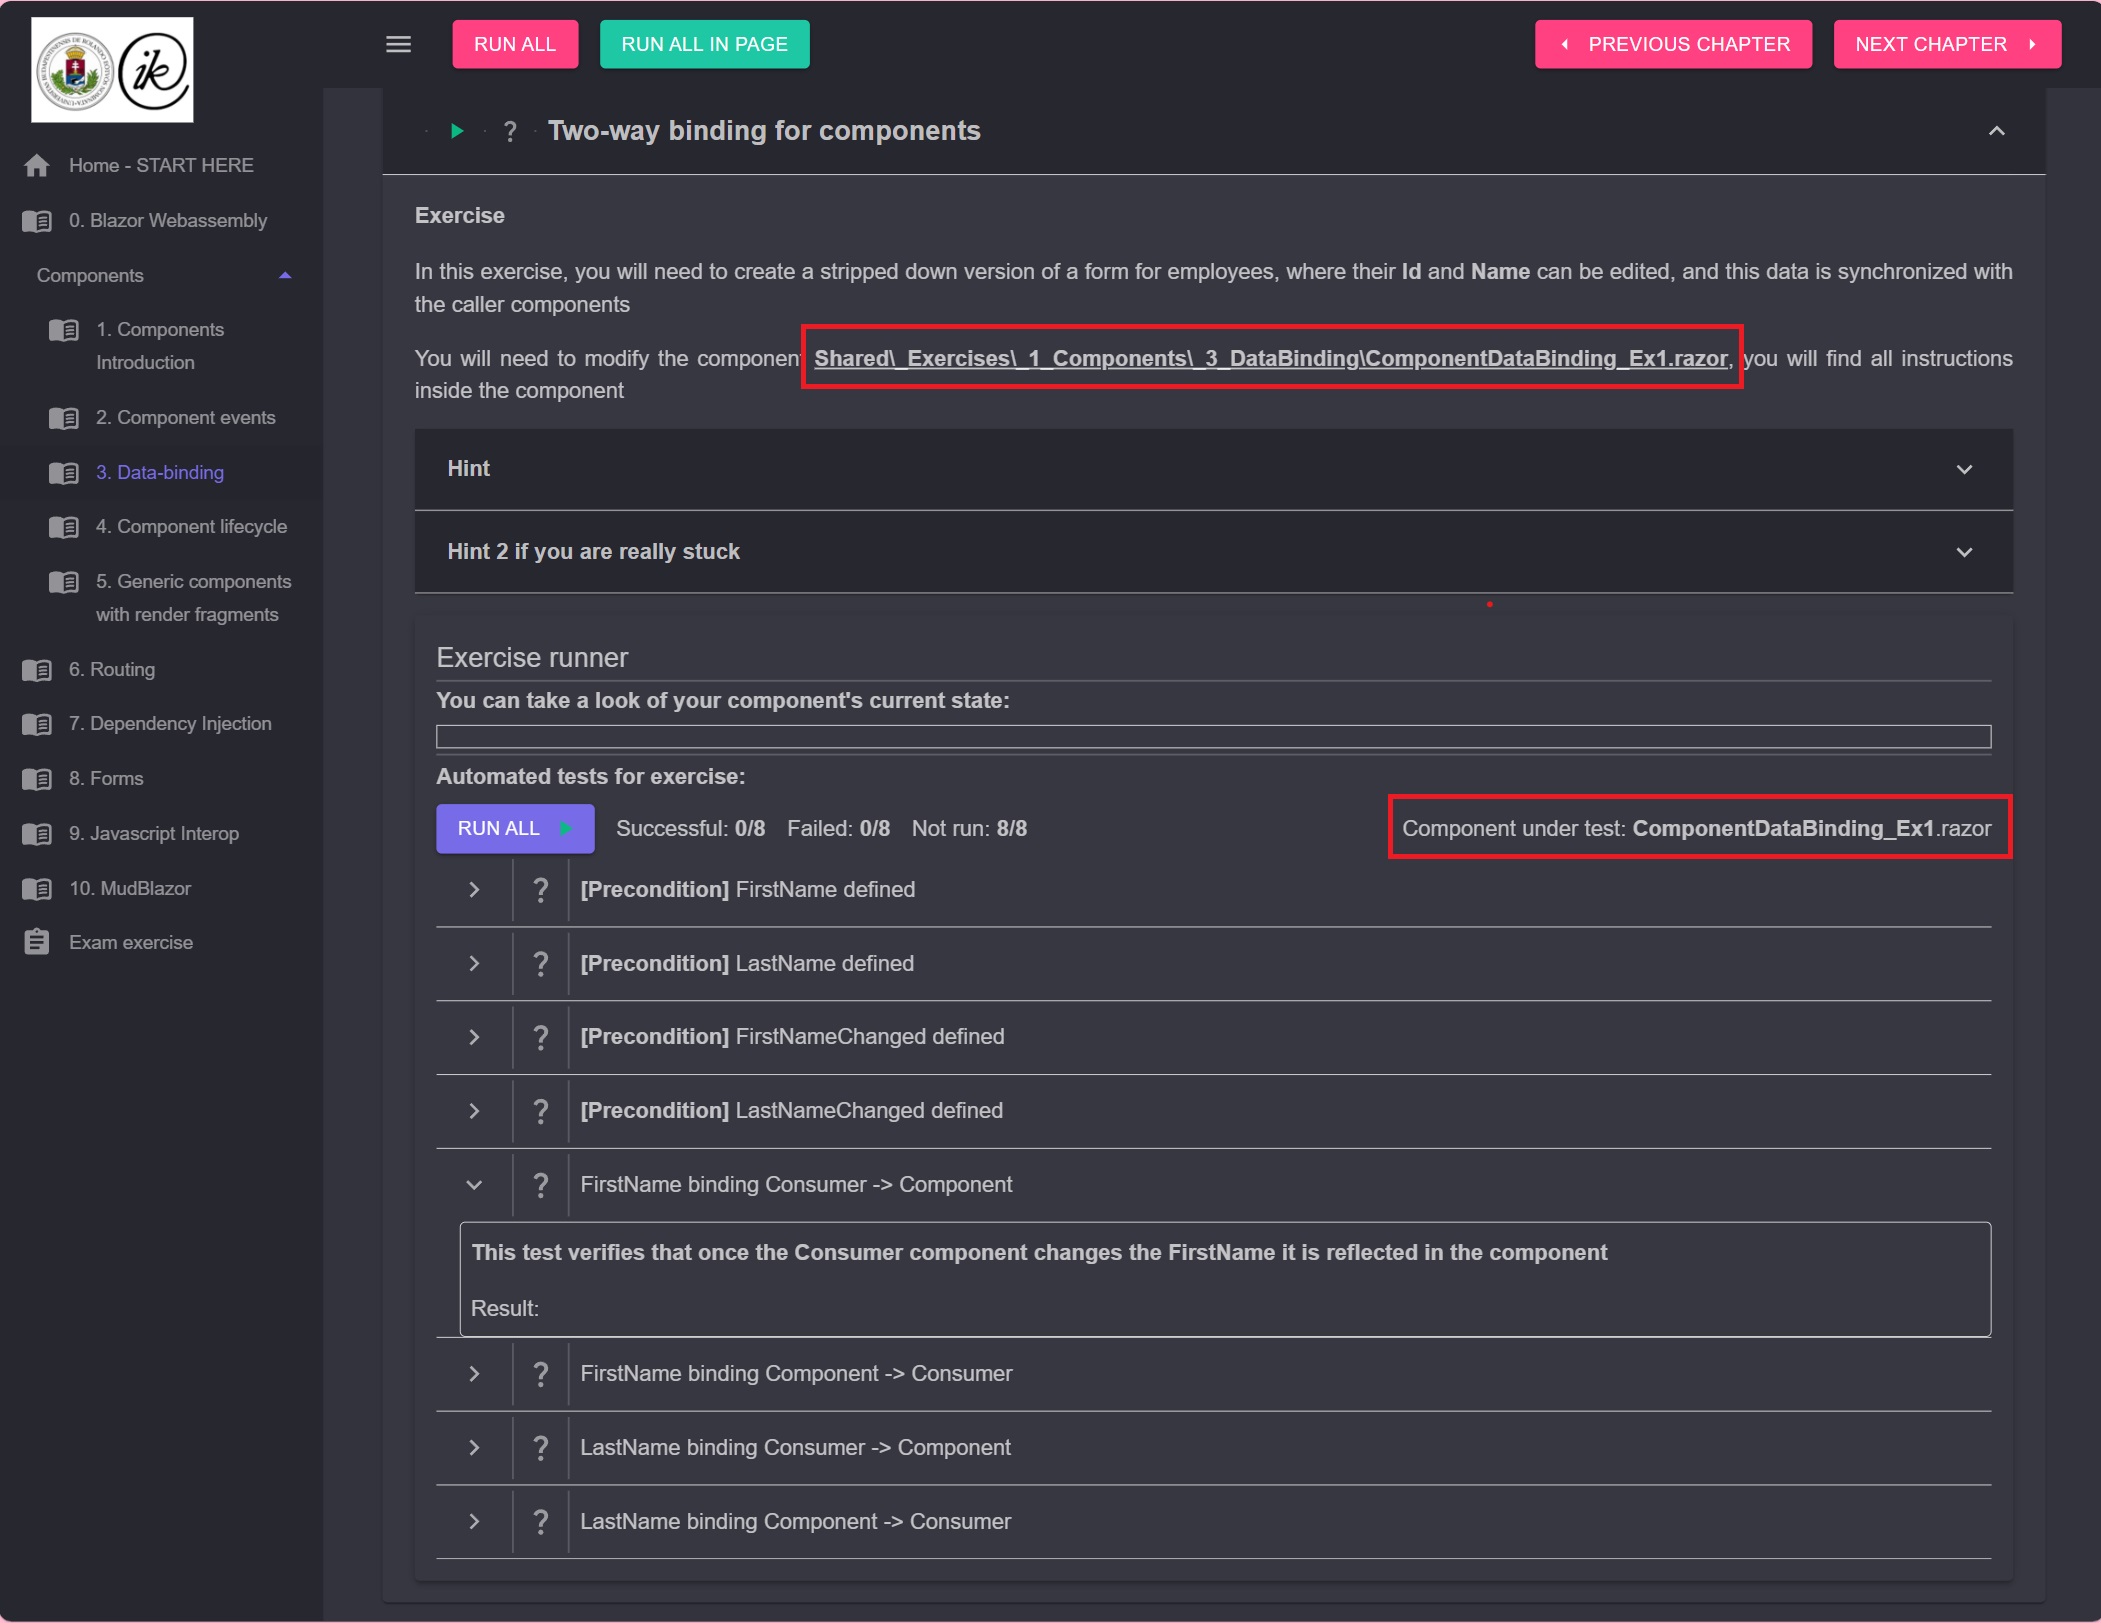 ik
Home - START HERE
0. Blazor Webassembly
Components
1. Components
Introduction
2. Component events
3. Data-binding
4. Component lifecycle
5. Generic components
with render fragments
6. Routing
7. Dependency Injection
8. Forms
9. Javascript Interop
10. MudBlazor
Exam exercise
RUN ALL
RUN ALL IN PAGE
PREVIOUS CHAPTER
NEXT CHAPTER
? Two-way binding for components
Exercise
In this exercise, you will need to create a stripped down version of a form for employees, where their Id and Name can be edited, and this data is synchronized with
the caller components
You will need to modify the component Shared\_Exercises\_1_Components\_3_DataBinding\ComponentDataBinding_Ex1.razor, you will find all instructions
inside the component
Hint
Hint 2 if you are really stuck
Exercise runner
You can take a look of your component's current state:
Automated tests for exercise:
RUN ALL Successful: 0/8 Failed: 0/8 Not run: 8/8 Component under test: ComponentDataBinding_Ex1.razor
? [Precondition] FirstName defined
? [Precondition] LastName defined
? [Precondition] FirstNameChanged defined
? [Precondition] LastNameChanged defined
? FirstName binding Consumer -> Component
This test verifies that once the Consumer component changes the FirstName it is reflected in the component
Result:
? FirstName binding Component -> Consumer
? LastName binding Consumer -> Component
? LastName binding Component -> Consumer